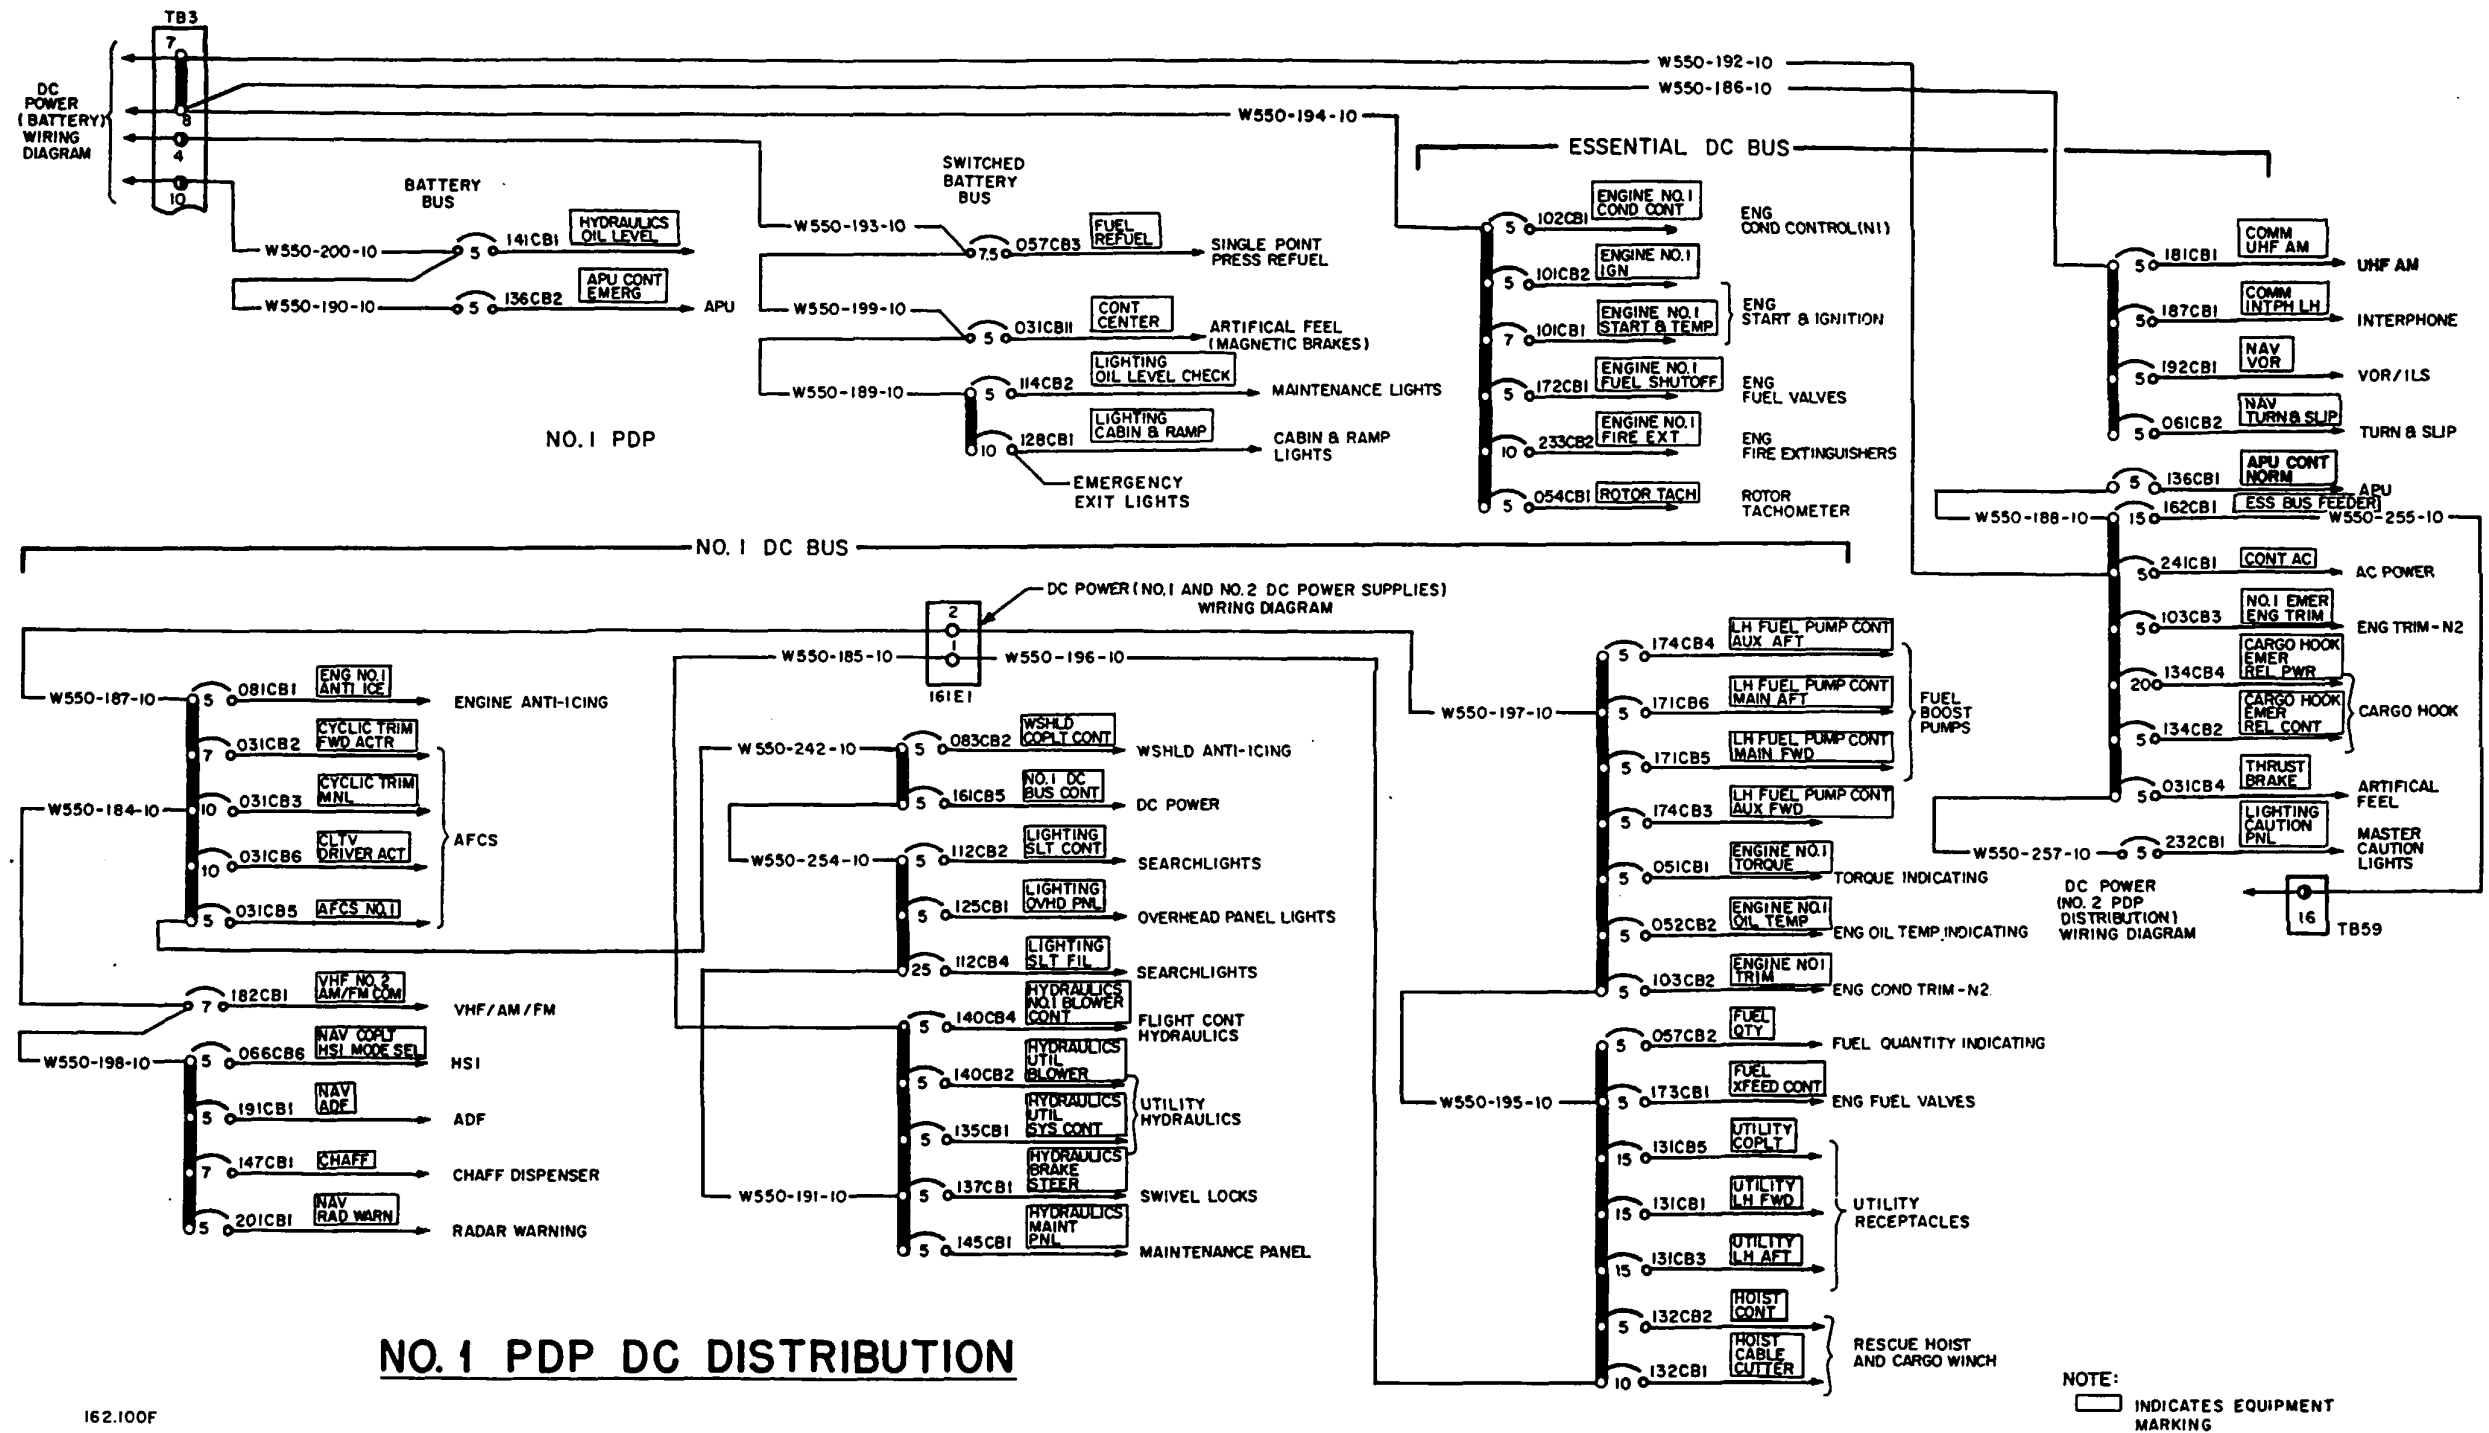 TB3
7
8
4
10
DC
POWER
(BATTERY)
WIRING
DIAGRAM
W550-192-10
W550-186-10
W550-194-10
BATTERY
BUS
W550-200-10
5
141CB1
HYDRAULICS
OIL LEVEL
W550-190-10
5
136CB2
APU CONT
EMERG
APU
NO. 1 PDP
SWITCHED
BATTERY
BUS
W550-193-10
7.5
057CB3
FUEL
REFUEL
SINGLE POINT
PRESS REFUEL
W550-199-10
5
031CB11
CONT
CENTER
ARTIFICAL FEEL
(MAGNETIC BRAKES)
W550-189-10
5
114CB2
LIGHTING
OIL LEVEL CHECK
MAINTENANCE LIGHTS
10
128CB1
LIGHTING
CABIN & RAMP
CABIN & RAMP
LIGHTS
EMERGENCY
EXIT LIGHTS
ESSENTIAL DC BUS
5
102CB1
ENGINE NO. 1
COND CONT
ENG
COND CONTROL (N1)
5
101CB2
ENGINE NO. 1
IGN
7
101CB1
ENGINE NO. 1
START & TEMP
ENG
START & IGNITION
5
172CB1
ENGINE NO. 1
FUEL SHUTOFF
ENG
FUEL VALVES
10
233CB2
ENGINE NO. 1
FIRE EXT
ENG
FIRE EXTINGUISHERS
5
054CB1
ROTOR TACH
ROTOR
TACHOMETER
5
181CB1
COMM
UHF AM
UHF AM
5
187CB1
COMM
INTPH LH
INTERPHONE
5
192CB1
NAV
VOR
VOR/ILS
5
061CB2
NAV
TURN & SLIP
TURN & SLIP
5
136CB1
APU CONT
NORM
APU
W550-188-10
15
162CB1
ESS BUS FEEDER
W550-255-10
5
241CB1
CONT AC
AC POWER
5
103CB3
NO. 1 EMER
ENG TRIM
ENG TRIM-N2
20
134CB4
CARGO HOOK
EMER
REL PWR
5
134CB2
CARGO HOOK
EMER
REL CONT
CARGO HOOK
5
031CB4
THRUST
BRAKE
ARTIFICAL
FEEL
W550-257-10
5
232CB1
LIGHTING
CAUTION
PNL
MASTER
CAUTION
LIGHTS
DC POWER
(NO. 2 PDP
DISTRIBUTION)
WIRING DIAGRAM
16
TB59
NO. 1 DC BUS
2
1
161E1
DC POWER (NO. 1 AND NO. 2 DC POWER SUPPLIES)
WIRING DIAGRAM
W550-185-10
W550-196-10
W550-187-10
5
081CB1
ENG NO. 1
ANTI ICE
ENGINE ANTI-ICING
7
031CB2
CYCLIC TRIM
FWD ACTR
W550-184-10
10
031CB3
CYCLIC TRIM
MNL
10
031CB6
CLTV
DRIVER ACT
5
031CB5
AFCS NO. 1
AFCS
7
182CB1
VHF NO. 2
AM/FM COM
VHF/AM/FM
W550-198-10
5
066CB6
NAV COPLT
HSI MODE SEL
HSI
5
191CB1
NAV
ADF
ADF
7
147CB1
CHAFF
CHAFF DISPENSER
5
201CB1
NAV
RAD WARN
RADAR WARNING
W550-242-10
5
083CB2
WSHLD
COPLT CONT
WSHLD ANTI-ICING
5
161CB5
NO. 1 DC
BUS CONT
DC POWER
W550-254-10
5
112CB2
LIGHTING
SLT CONT
SEARCHLIGHTS
5
125CB1
LIGHTING
OVHD PNL
OVERHEAD PANEL LIGHTS
25
112CB4
LIGHTING
SLT FIL
SEARCHLIGHTS
5
140CB4
HYDRAULICS
NO. 1 BLOWER
CONT
FLIGHT CONT
HYDRAULICS
5
140CB2
HYDRAULICS
UTIL
BLOWER
5
135CB1
HYDRAULICS
UTIL
SYS CONT
UTILITY
HYDRAULICS
W550-191-10
5
137CB1
HYDRAULICS
BRAKE
STEER
SWIVEL LOCKS
5
145CB1
HYDRAULICS
MAINT
PNL
MAINTENANCE PANEL
5
174CB4
LH FUEL PUMP CONT
AUX AFT
W550-197-10
5
171CB6
LH FUEL PUMP CONT
MAIN AFT
5
171CB5
LH FUEL PUMP CONT
MAIN FWD
FUEL
BOOST
PUMPS
5
174CB3
LH FUEL PUMP CONT
AUX FWD
5
051CB1
ENGINE NO. 1
TORQUE
TORQUE INDICATING
5
052CB2
ENGINE NO. 1
OIL TEMP
ENG OIL TEMP. INDICATING
5
103CB2
ENGINE NO 1
TRIM
ENG COND TRIM-N2
5
057CB2
FUEL
QTY
FUEL QUANTITY INDICATING
W550-195-10
5
173CB1
FUEL
XFEED CONT
ENG FUEL VALVES
15
131CB5
UTILITY
COPLT
15
131CB1
UTILITY
LH FWD
15
131CB3
UTILITY
LH AFT
UTILITY
RECEPTACLES
5
132CB2
HOIST
CONT
10
132CB1
HOIST
CABLE
CUTTER
RESCUE HOIST
AND CARGO WINCH
NO. 1 PDP DC DISTRIBUTION
162.100F
NOTE:
INDICATES EQUIPMENT
MARKING